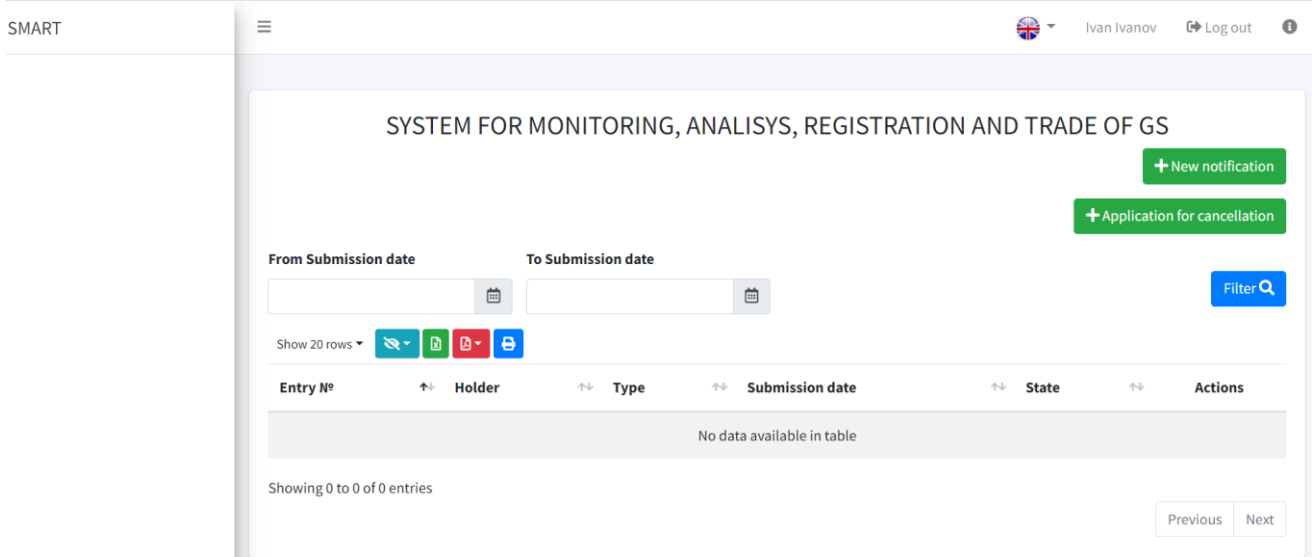 SMART
Ivan Ivanov Log out
SYSTEM FOR MONITORING, ANALISYS, REGISTRATION AND TRADE OF GS
New notification
Application for cancellation
From Submission date To Submission date
Filter
Show 20 rows
Entry № Holder Type Submission date State Actions
No data available in table
Showing 0 to 0 of 0 entries
Previous Next